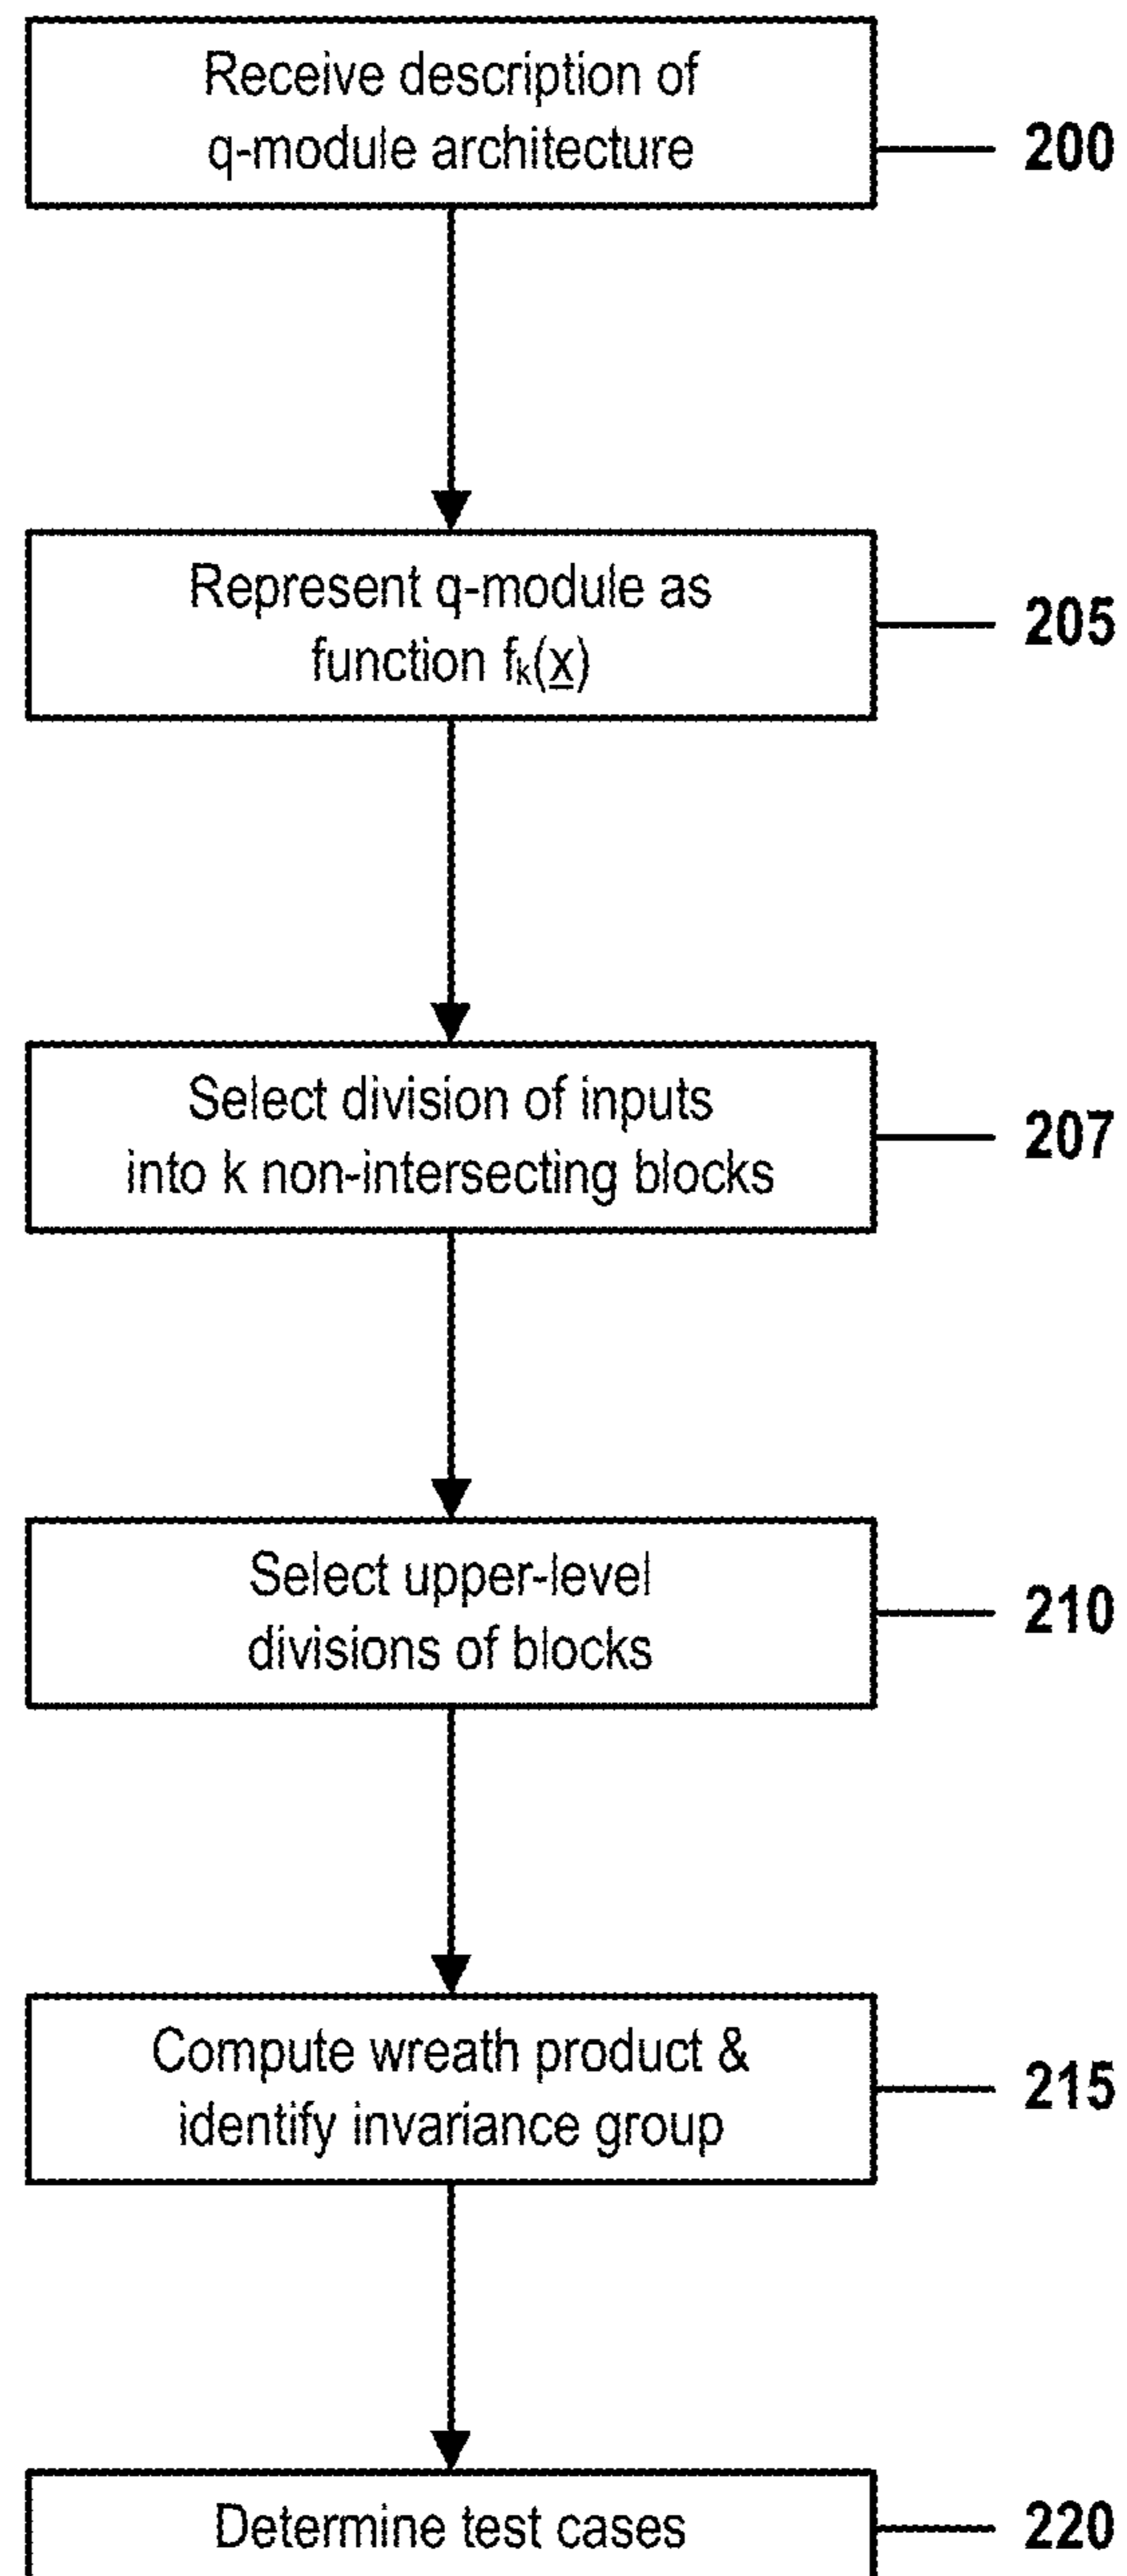 Receive description of
q-module architecture
200
Represent q-module as
function fₖ(x̲)
205
Select division of inputs
into k non-intersecting blocks
207
Select upper-level
divisions of blocks
210
Compute wreath product &
identify invariance group
215
Determine test cases
220